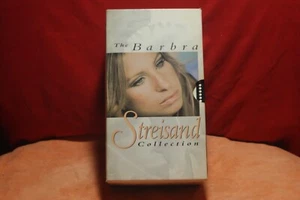 The Barbra
Streisand
Collection